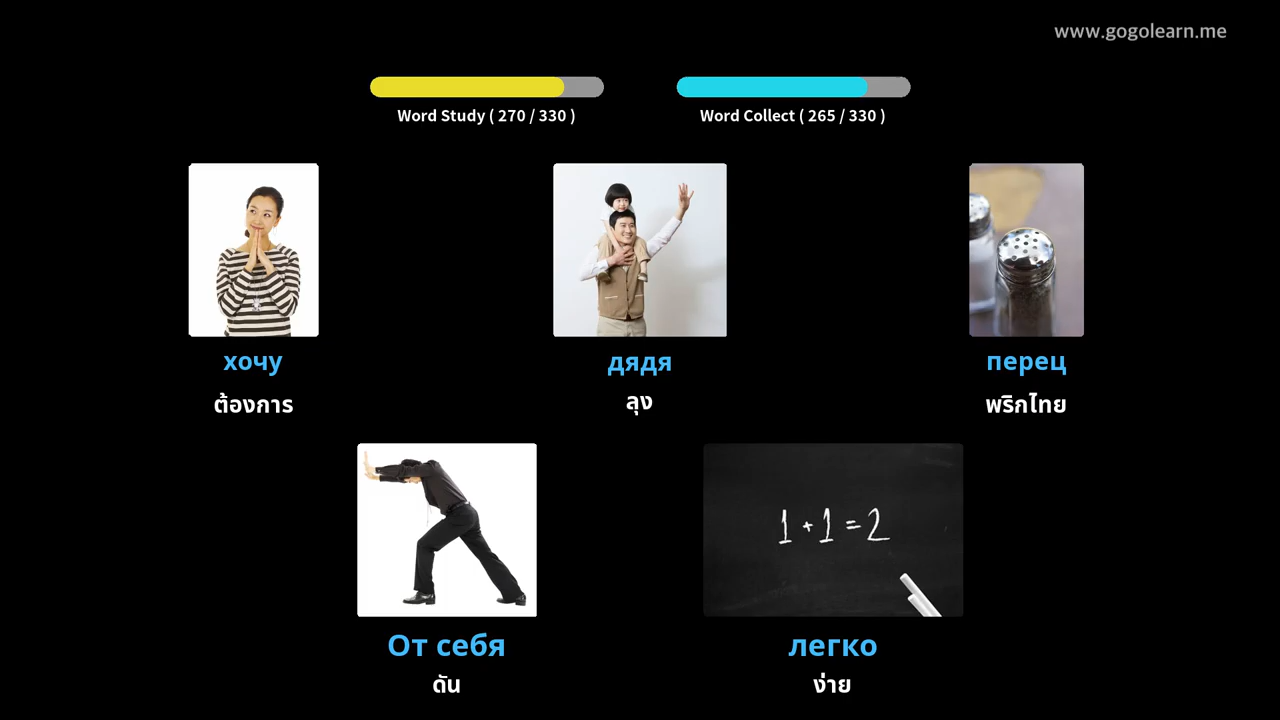 www.gogolearn.me
Word Study ( 270 / 330 )
Word Collect ( 265 / 330 )
хочу
дядя
перец
ต้องการ
ลุง
พริกไทย
1 + 1 = 2
От себя
легко
ดัน
ง่าย